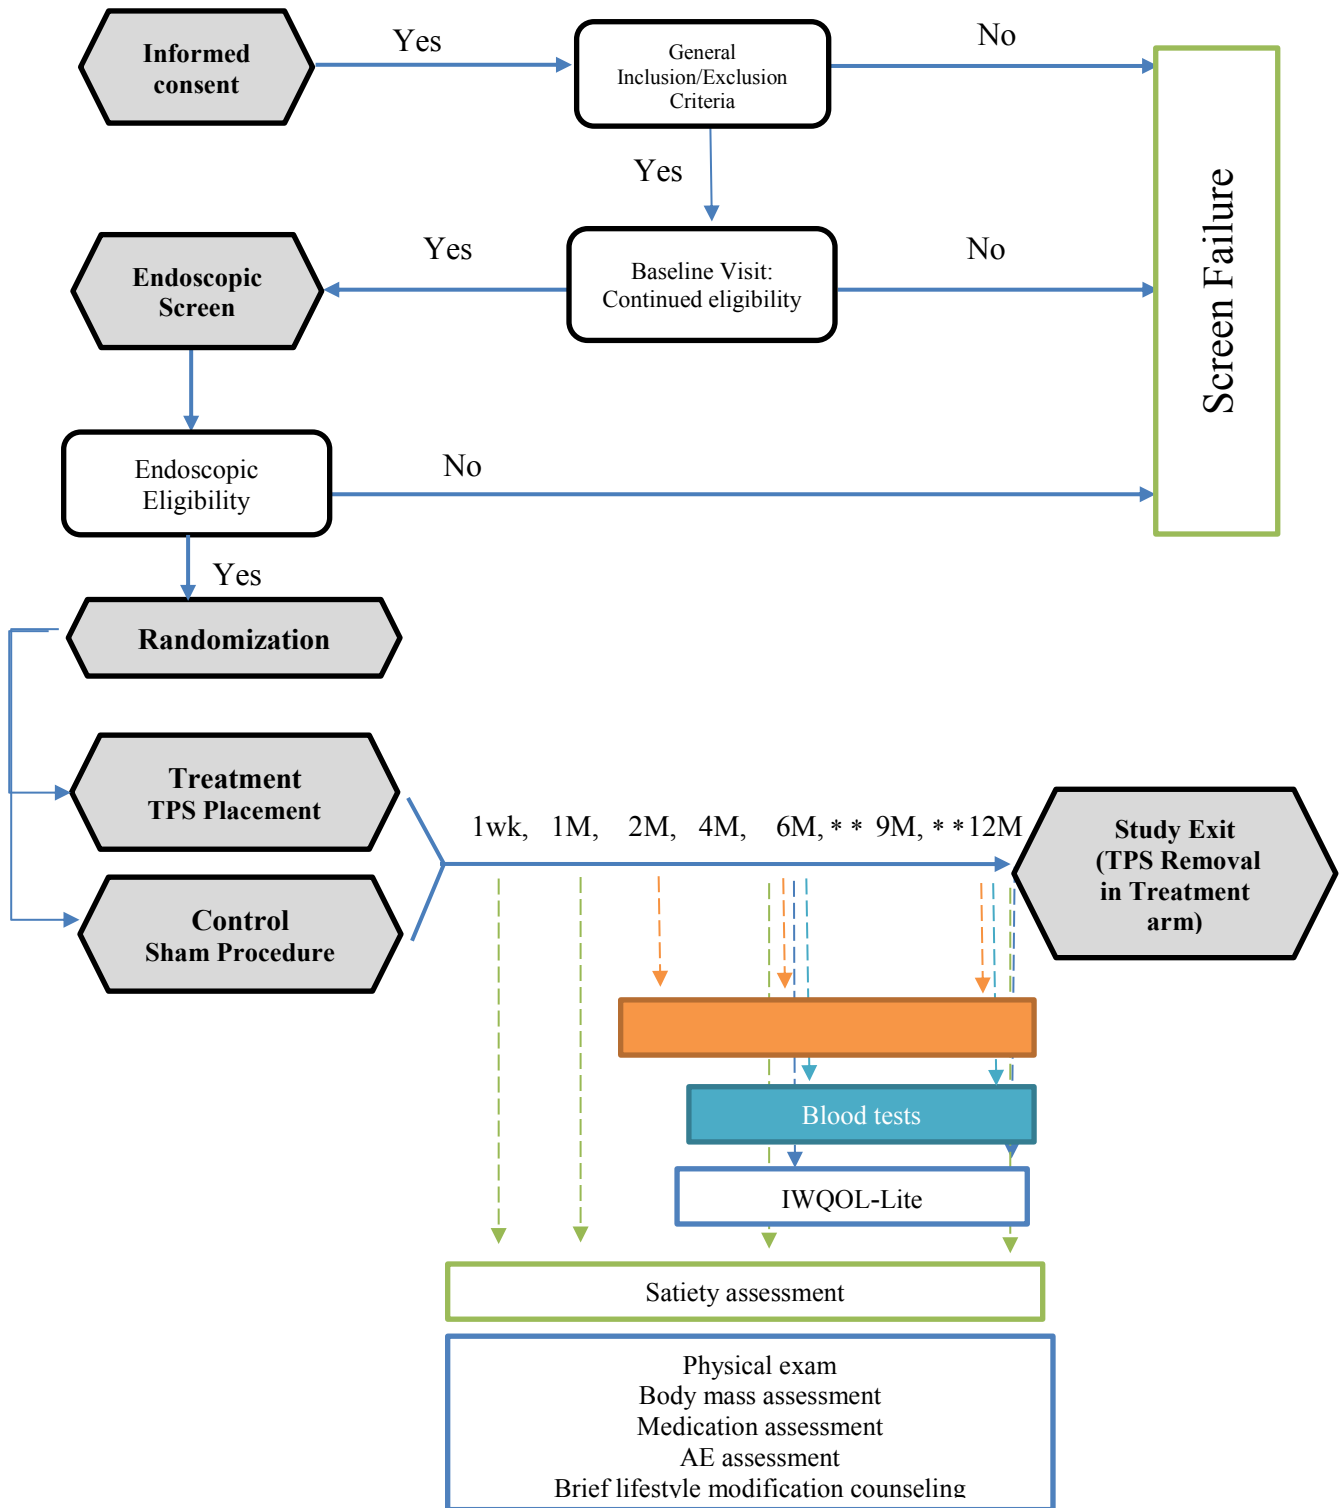 Informed
consent
Yes
General
Inclusion/Exclusion
Criteria
No
Yes
Screen Failure
Endoscopic
Screen
Yes
Baseline Visit:
Continued eligibility
No
Endoscopic
Eligibility
No
Yes
Randomization
Treatment
TPS Placement
Control
Sham Procedure
1wk, 1M, 2M, 4M, 6M, ** 9M, **12M
Study Exit
(TPS Removal
in Treatment
arm)
Blood tests
IWQOL-Lite
Satiety assessment
Physical exam
Body mass assessment
Medication assessment
AE assessment
Brief lifestyle modification counseling